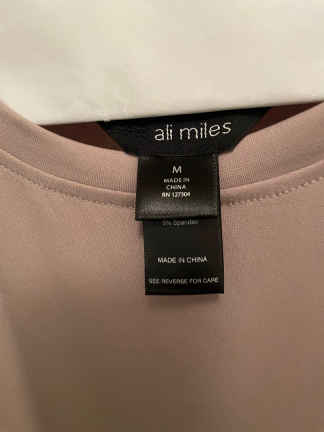 ali miles
M
MADE IN
CHINA
RN 127304
5% Spandex
MADE IN CHINA
SEE REVERSE FOR CARE